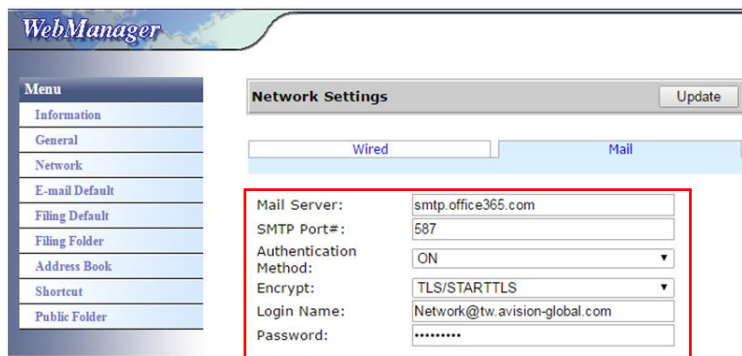 WebManager
Menu
Information
General
Network
E-mail Default
Filing Default
Filing Folder
Address Book
Shortcut
Public Folder
Network Settings
Update
Wired Mail
Mail Server: smtp.office365.com
SMTP Port#: 587
Authentication Method: ON
Encrypt: TLS/STARTTLS
Login Name: Network@tw.avision-global.com
Password: •••••••••